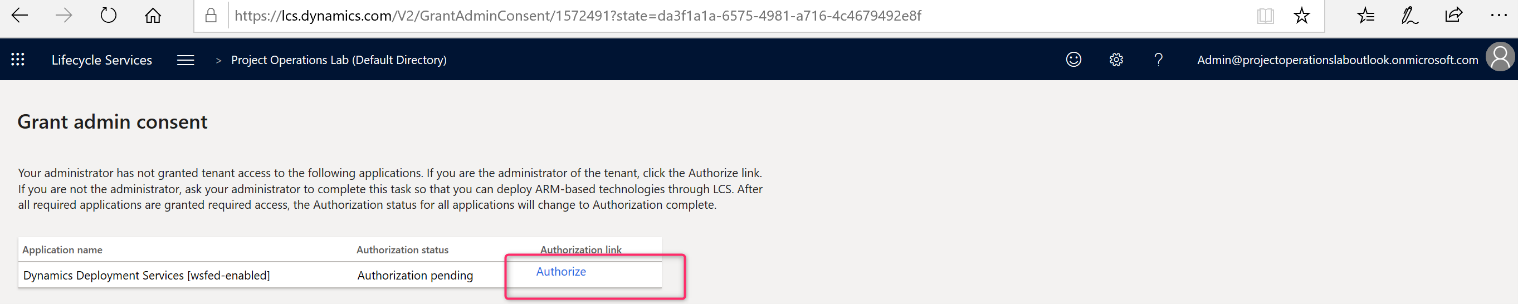 https://lcs.dynamics.com/V2/GrantAdminConsent/1572491?state=da3f1a1a-6575-4981-a716-4c4679492e8f
Lifecycle Services > Project Operations Lab (Default Directory) ? Admin@projectoperationslaboutlook.onmicrosoft.com
Grant admin consent
Your administrator has not granted tenant access to the following applications. If you are the administrator of the tenant, click the Authorize link.
If you are not the administrator, ask your administrator to complete this task so that you can deploy ARM-based technologies through LCS. After
all required applications are granted required access, the Authorization status for all applications will change to Authorization complete.
Application name Authorization status Authorization link
Dynamics Deployment Services [wsfed-enabled] Authorization pending Authorize